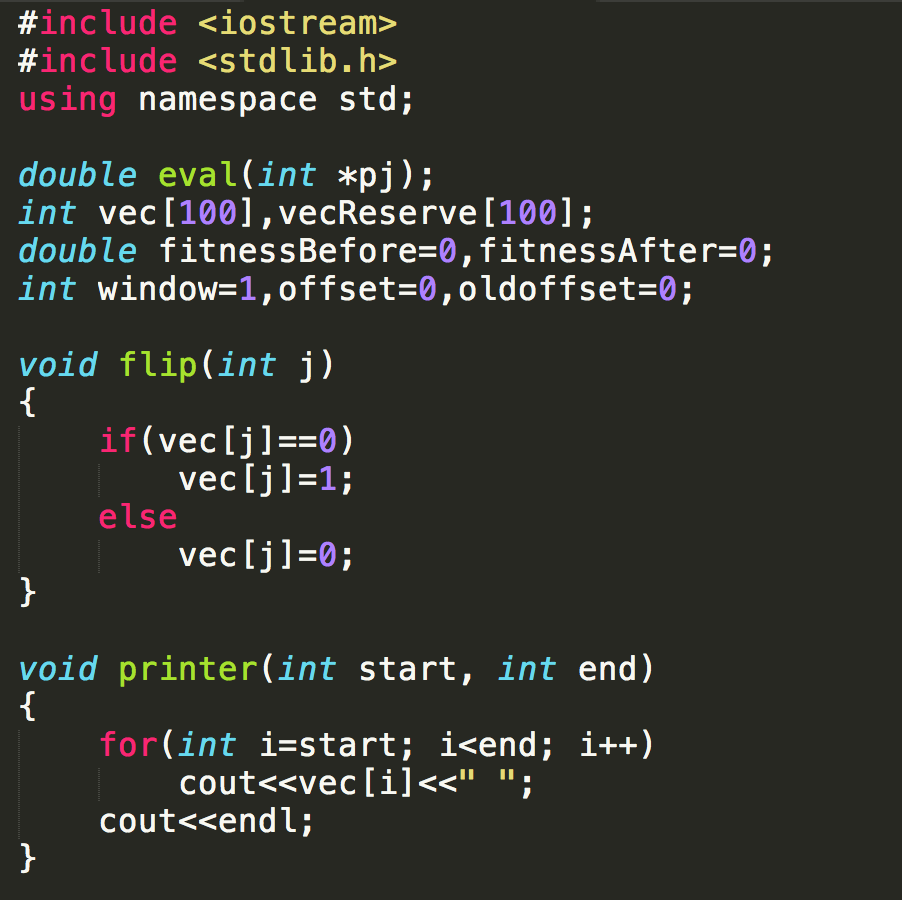 #include <iostream>
#include <stdlib.h>
using namespace std;

double eval(int *pj);
int vec[100],vecReserve[100];
double fitnessBefore=0,fitnessAfter=0;
int window=1,offset=0,oldoffset=0;

void flip(int j)
{
    if(vec[j]==0)
        vec[j]=1;
    else
        vec[j]=0;
}

void printer(int start, int end)
{
    for(int i=start; i<end; i++)
        cout<<vec[i]<<" ";
    cout<<endl;
}